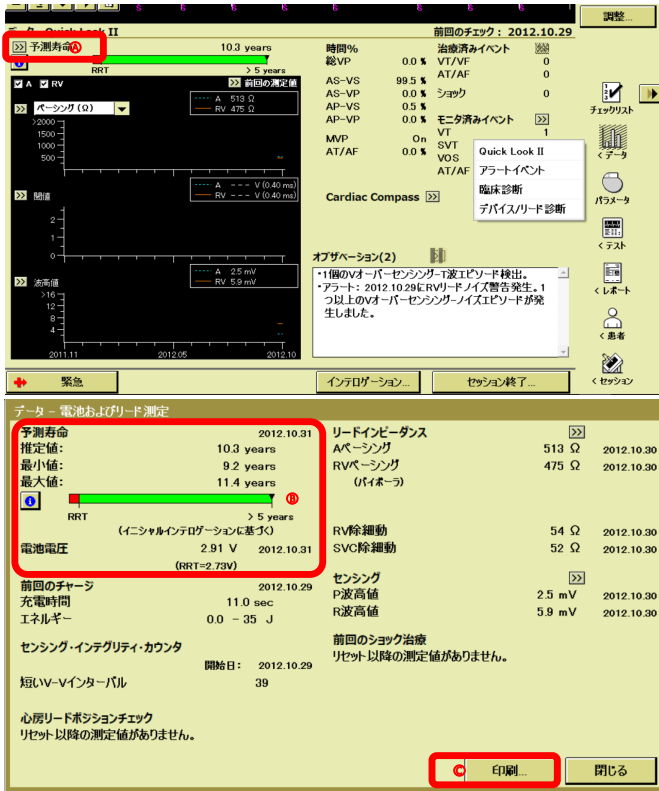 調整...
データ - Quick Look II
前回のチェック: 2012.10.29
>> 予測寿命Ⓐ
10.3 years
RRT
> 5 years
A RV
>> 前回の測定値
>> ペーシング(Ω)
A 513 Ω
RV 475 Ω
>2000
1500
1000
500
>> 閾値
A - - - V (0.40 ms)
RV - - - V (0.40 ms)
2
1
0
>> 波高値
A 2.5 mV
RV 5.9 mV
>16
12
8
4
2011.11
2012.05
2012.10
時間%
総VP 0.0 %
AS-VS 99.5 %
AS-VP 0.0 %
AP-VS 0.5 %
AP-VP 0.0 %
MVP On
AT/AF 0.0 %
Cardiac Compass >>
治療済みイベント >>
VT/VF 0
AT/AF 0
ショック 0
モニタ済みイベント >>
VT 1
SVT
VOS
AT/AF
Quick Look II
アラートイベント
臨床診断
デバイス/リード診断
オブザベーション(2) >>
・1個のVオーバーセンシング-T波エピソード検出。
・アラート: 2012.10.29にRVリードノイズ警告発生。1
つ以上のVオーバーセンシング-ノイズエピソードが発
生しました。
チェックリスト
< データ
パラメータ
< テスト
< レポート
< 患者
< セッション
緊急
インテロゲーション...
セッション終了...
データ - 電池およびリード測定
予測寿命 2012.10.31
推定値: 10.3 years
最小値: 9.2 years
最大値: 11.4 years
Ⓑ
RRT
> 5 years
(イニシャルインテロゲーションに基づく)
電池電圧 2.91 V 2012.10.31
(RRT=2.73V)
前回のチャージ 2012.10.29
充電時間 11.0 sec
エネルギー 0.0 - 35 J
センシング・インテグリティ・カウンタ
開始日: 2012.10.29
短いV-Vインターバル 39
心房リードポジションチェック
リセット以降の測定値がありません。
リードインピーダンス >>
Aペーシング 513 Ω 2012.10.30
RVペーシング 475 Ω 2012.10.30
(バイポーラ)
RV除細動 54 Ω 2012.10.30
SVC除細動 52 Ω 2012.10.30
センシング >>
P波高値 2.5 mV 2012.10.30
R波高値 5.9 mV 2012.10.30
前回のショック治療
リセット以降の測定値がありません。
Ⓒ 印刷...
閉じる